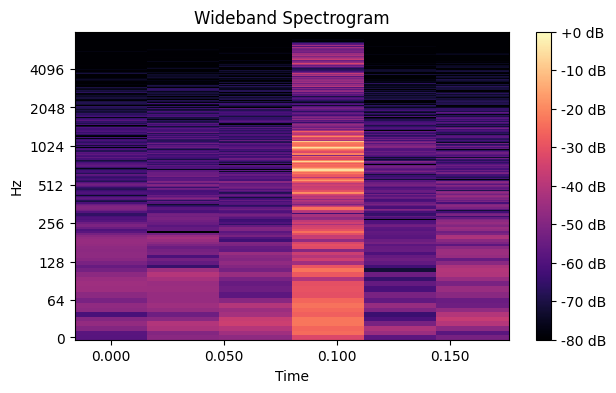 Wideband Spectrogram
+0 dB
4096
-10 dB
2048
-20 dB
1024
-30 dB
Hz
512
-40 dB
256
-50 dB
128
-60 dB
64
-70 dB
0
-80 dB
0.000
0.050
0.100
0.150
Time